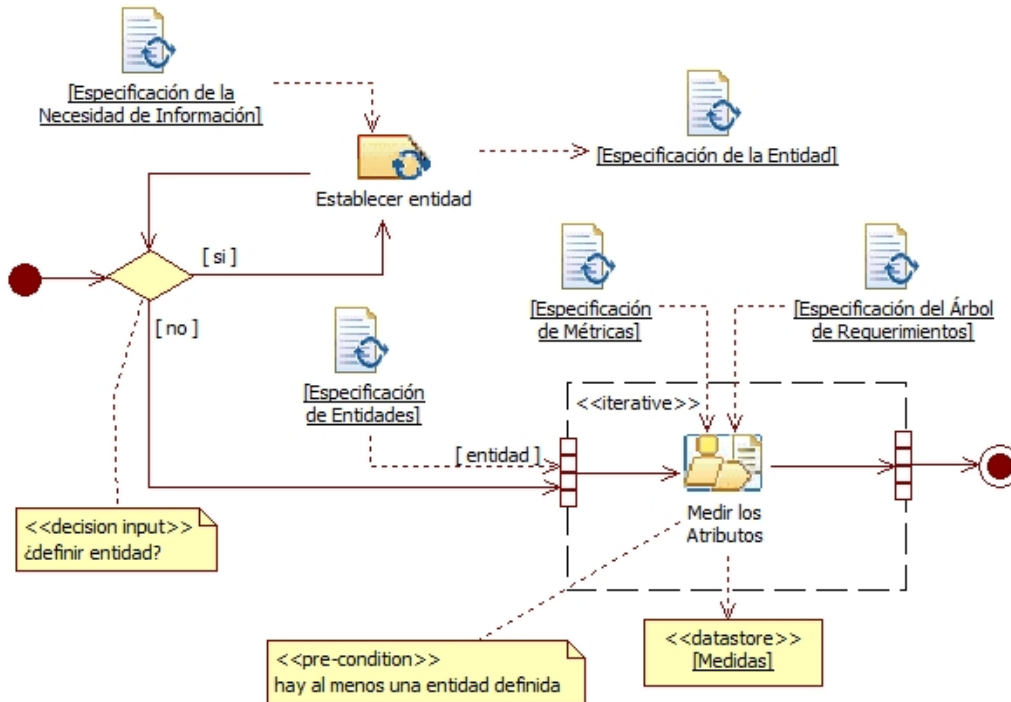 [Especificación de la
Necesidad de Información]
[Especificación de la Entidad]
Establecer entidad
[ si ]
[ no ]
[Especificación
de Métricas]
[Especificación del Árbol
de Requerimientos]
[Especificación
de Entidades]
<<iterative>>
[ entidad ]
Medir los
Atributos
<<decision input>>
¿definir entidad?
<<pre-condition>>
hay al menos una entidad definida
<<datastore>>
[Medidas]